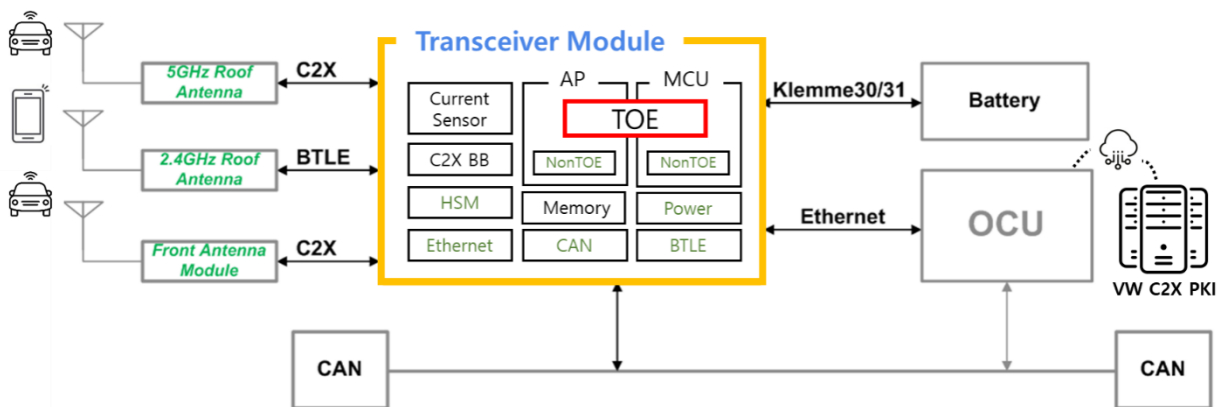 Transceiver Module
5GHz Roof
Antenna
C2X
2.4GHz Roof
Antenna
BTLE
Front Antenna
Module
C2X
Current
Sensor
C2X BB
HSM
Ethernet
AP
MCU
TOE
NonTOE
NonTOE
Memory
Power
CAN
BTLE
Klemme30/31
Battery
Ethernet
OCU
VW C2X PKI
CAN
CAN